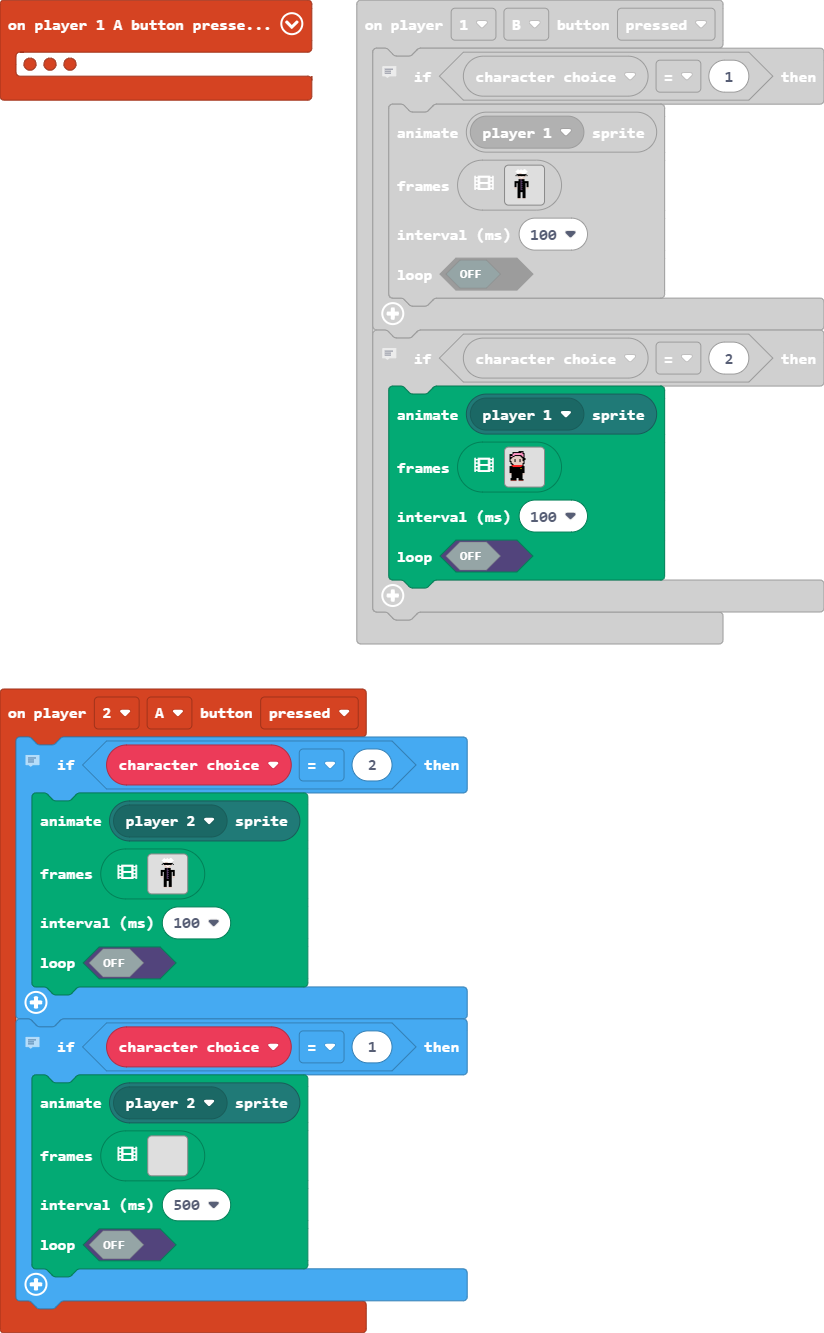 on player 1 A button presse...
on player 1 B button pressed
if character choice = 1 then
animate player 1 sprite
frames
interval (ms) 100
loop OFF
if character choice = 2 then
animate player 1 sprite
frames
interval (ms) 100
loop OFF
on player 2 A button pressed
if character choice = 2 then
animate player 2 sprite
frames
interval (ms) 100
loop OFF
if character choice = 1 then
animate player 2 sprite
frames
interval (ms) 500
loop OFF